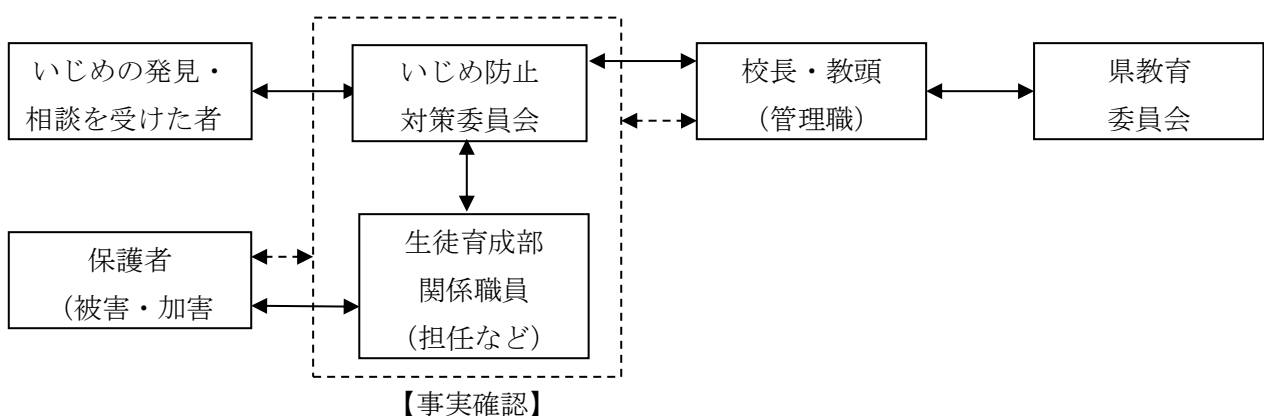 いじめの発見・
相談を受けた者
いじめ防止
対策委員会
校長・教頭
（管理職）
県教育
委員会
保護者
（被害・加害
生徒育成部
関係職員
（担任など）
【事実確認】